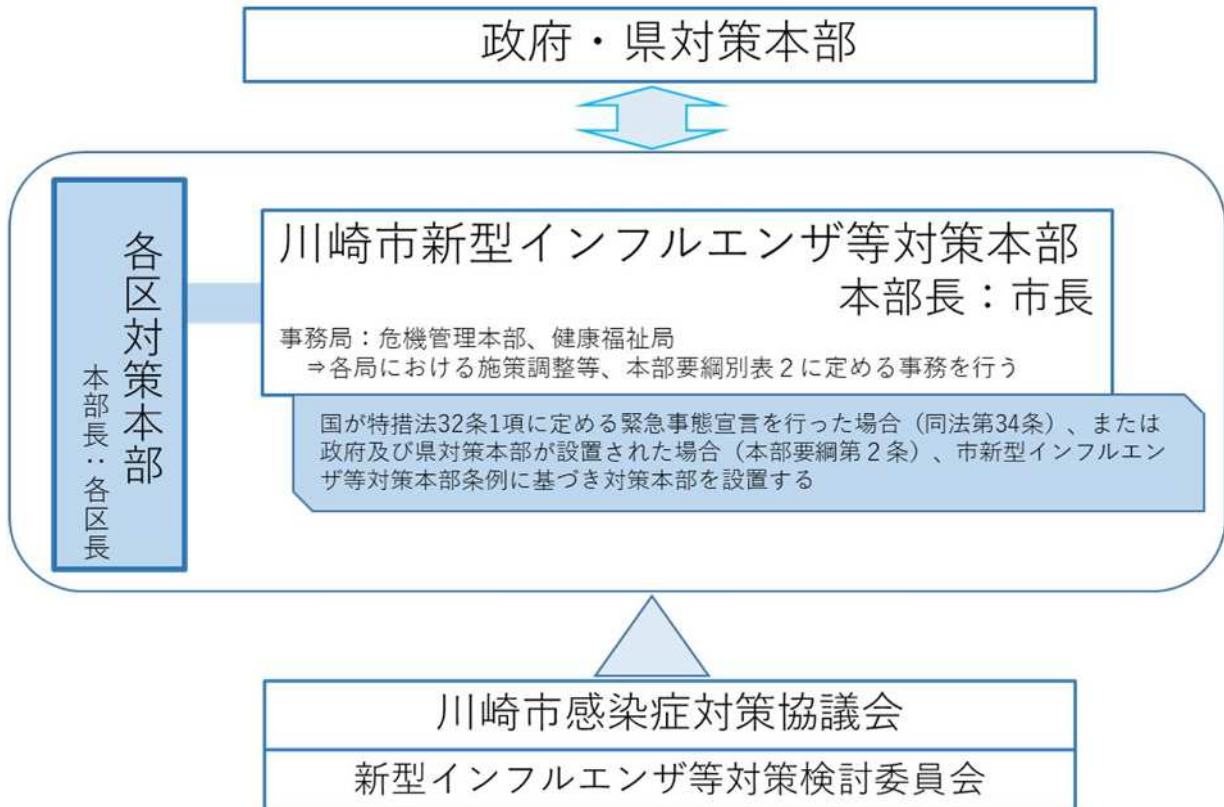 政府・県対策本部
各区対策本部
本部長：各区長
川崎市新型インフルエンザ等対策本部
本部長：市長
事務局：危機管理本部、健康福祉局
⇒各局における施策調整等、本部要綱別表２に定める事務を行う
国が特措法32条1項に定める緊急事態宣言を行った場合（同法第34条）、または
政府及び県対策本部が設置された場合（本部要綱第２条）、市新型インフルエン
ザ等対策本部条例に基づき対策本部を設置する
川崎市感染症対策協議会
新型インフルエンザ等対策検討委員会